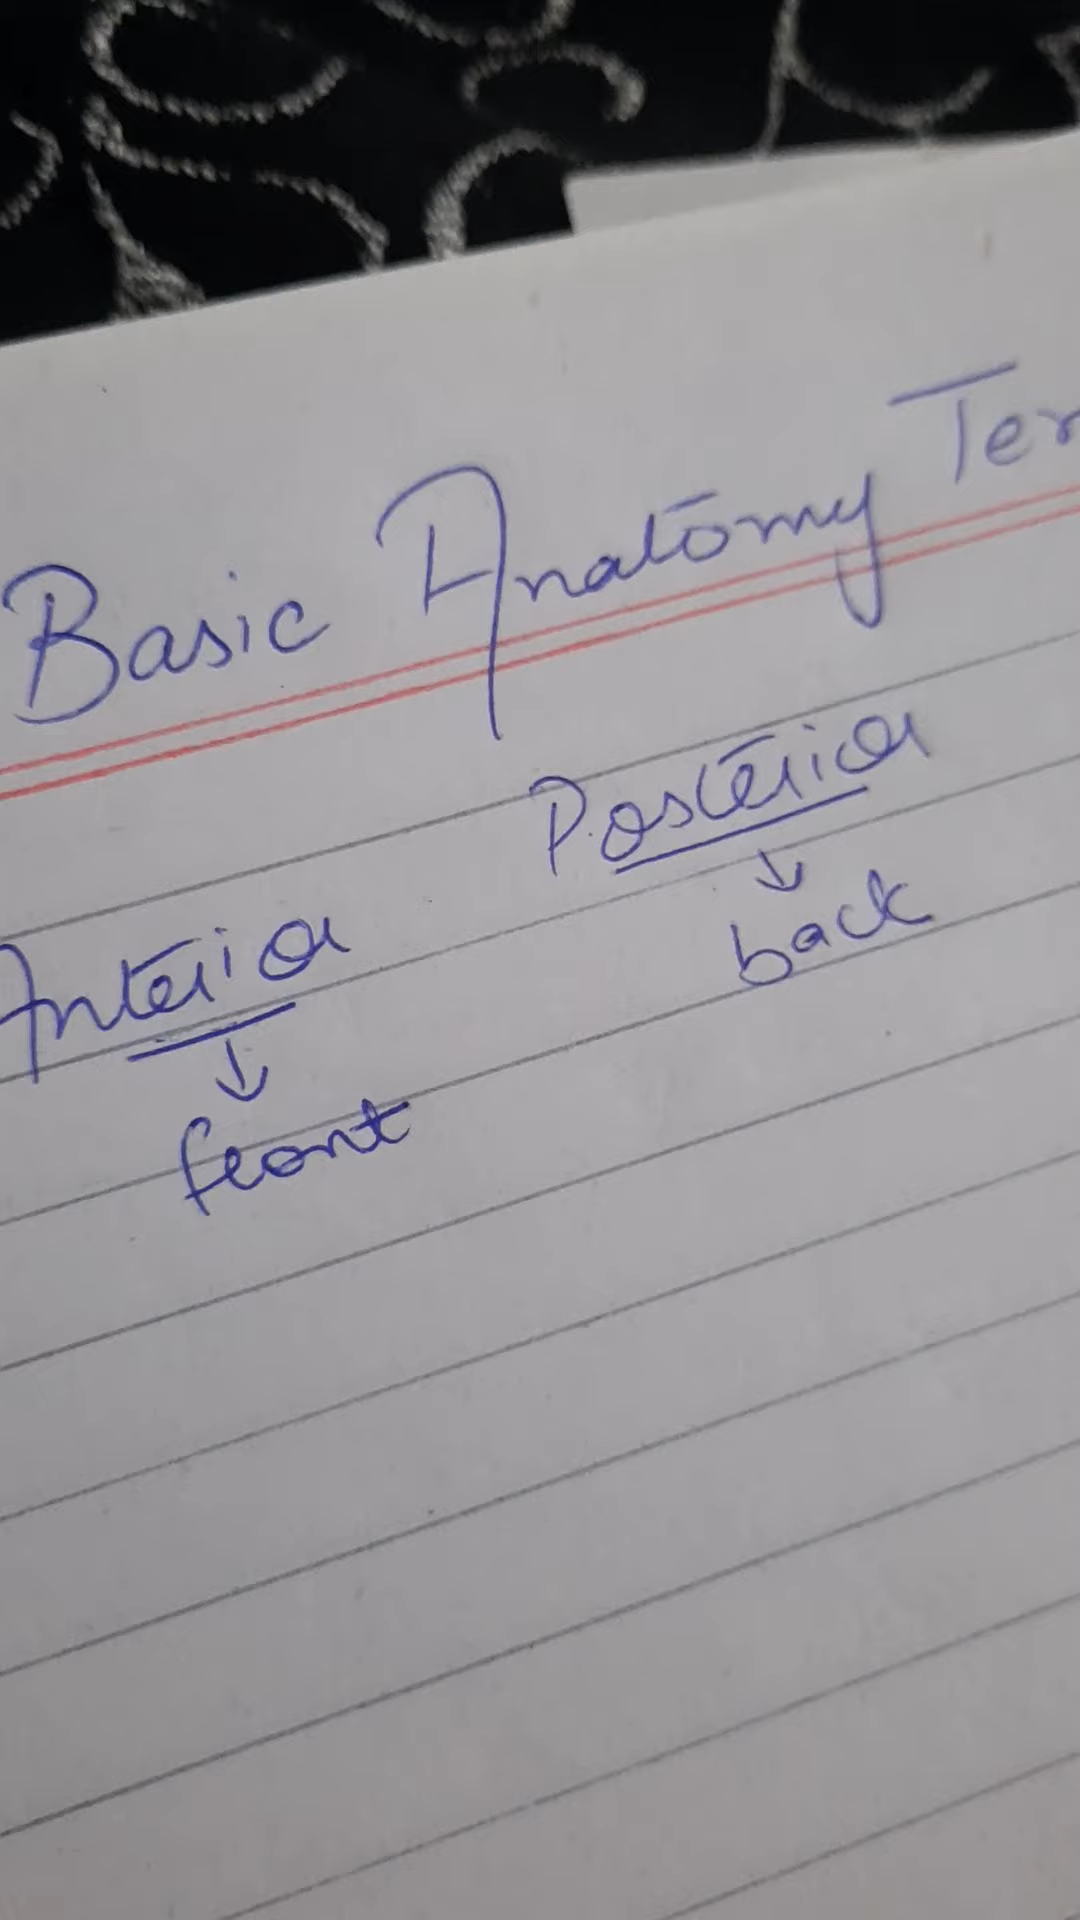 Basic Anatomy Ter
Anterior Posterior
↓ ↓
front back